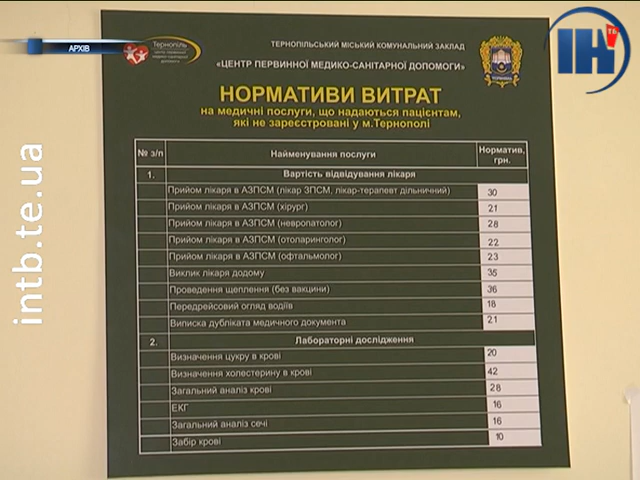 АРХІВ
intb.te.ua
ІНТБ
Тернопіль
ТЕРНОПІЛЬСЬКИЙ МІСЬКИЙ КОМУНАЛЬНИЙ ЗАКЛАД
«ЦЕНТР ПЕРВИННОЇ МЕДИКО-САНІТАРНОЇ ДОПОМОГИ»
НОРМАТИВИ ВИТРАТ
на медичні послуги, що надаються пацієнтам,
які не зареєстровані у м.Тернополі
№ з/п Найменування послуги Норматив, грн.
1. Вартість відвідування лікаря
Прийом лікаря в АЗПСМ (лікар ЗПСМ, лікар-терапевт дільничний) 30
Прийом лікаря в АЗПСМ (хірург) 21
Прийом лікаря в АЗПСМ (невропатолог) 28
Прийом лікаря в АЗПСМ (отоларинголог) 22
Прийом лікаря в АЗПСМ (офтальмолог) 23
Виклик лікаря додому 35
Проведення щеплення (без вакцини) 36
Передрейсовий огляд водіїв 18
Виписка дубліката медичного документа 21
2. Лабораторні дослідження
Визначення цукру в крові 20
Визначення холестерину в крові 42
Загальний аналіз крові 28
ЕКГ 16
Загальний аналіз сечі 16
Забір крові 10